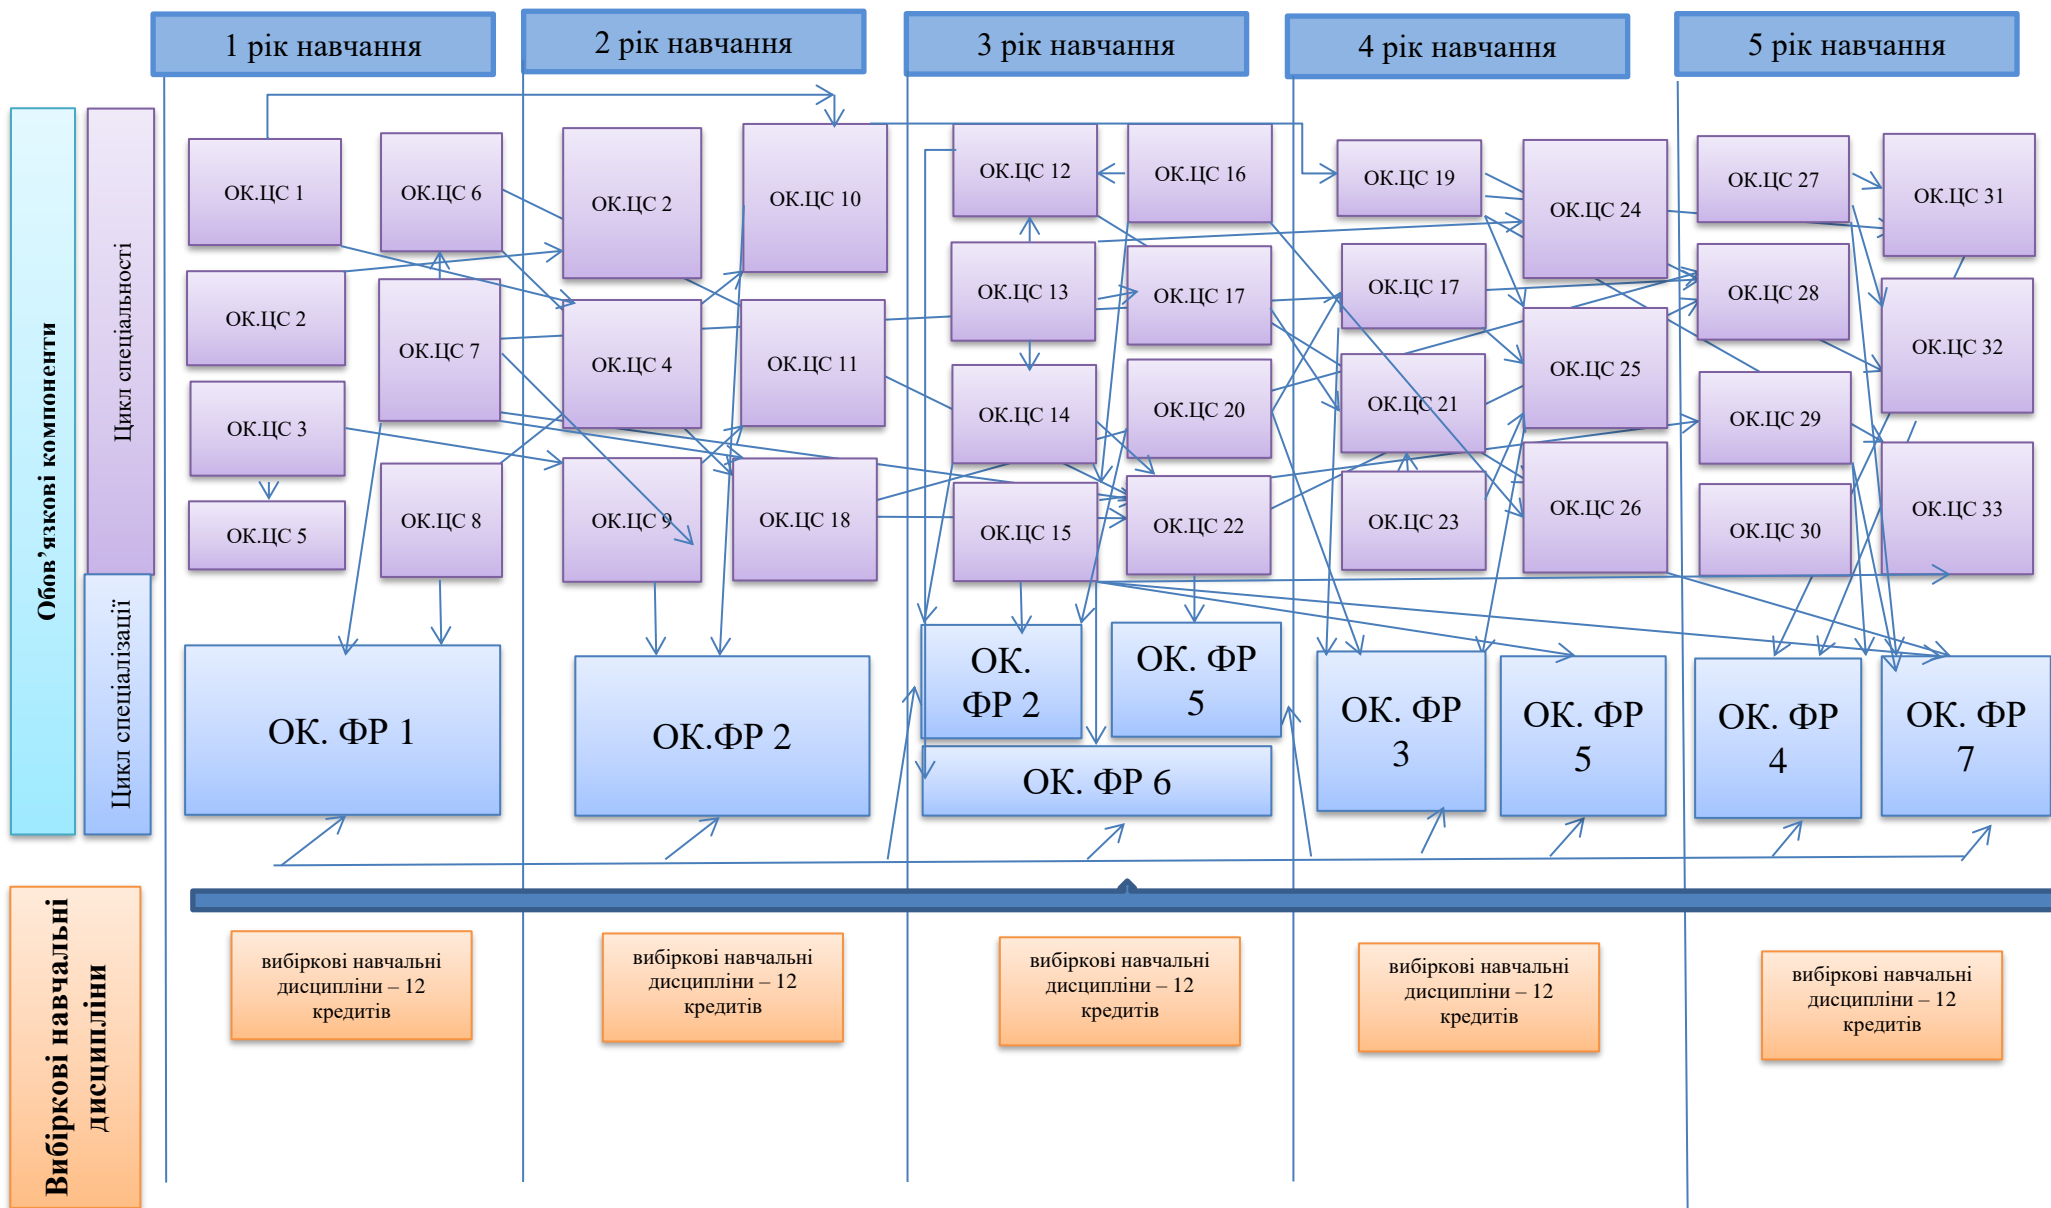 1 рік навчання
2 рік навчання
3 рік навчання
4 рік навчання
5 рік навчання
Обов’язкові компоненти
Цикл спеціальності
Цикл спеціалізації
ОК.ЦС 1
ОК.ЦС 2
ОК.ЦС 3
ОК.ЦС 5
ОК.ЦС 6
ОК.ЦС 7
ОК.ЦС 8
ОК.ЦС 2
ОК.ЦС 4
ОК.ЦС 9
ОК.ЦС 10
ОК.ЦС 11
ОК.ЦС 18
ОК.ЦС 12
ОК.ЦС 13
ОК.ЦС 14
ОК.ЦС 15
ОК.ЦС 16
ОК.ЦС 17
ОК.ЦС 20
ОК.ЦС 22
ОК.ЦС 19
ОК.ЦС 17
ОК.ЦС 21
ОК.ЦС 23
ОК.ЦС 24
ОК.ЦС 25
ОК.ЦС 26
ОК.ЦС 27
ОК.ЦС 28
ОК.ЦС 29
ОК.ЦС 30
ОК.ЦС 31
ОК.ЦС 32
ОК.ЦС 33
ОК. ФР 1
ОК.ФР 2
ОК.
ФР 2
ОК. ФР
5
ОК. ФР 6
ОК. ФР
3
ОК. ФР
5
ОК. ФР
4
ОК. ФР
7
Вибіркові навчальні
дисципліни
вибіркові навчальні
дисципліни – 12
кредитів
вибіркові навчальні
дисципліни – 12
кредитів
вибіркові навчальні
дисципліни – 12
кредитів
вибіркові навчальні
дисципліни – 12
кредитів
вибіркові навчальні
дисципліни – 12
кредитів